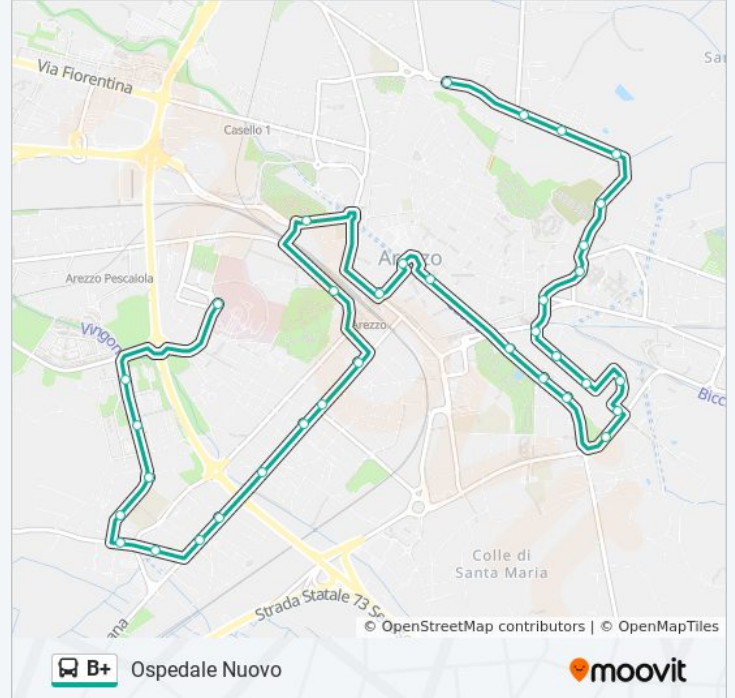 Via Fiorentina
Casello 1
Arezzo
Arezzo Pescaiola
Arezzo
Colle di
Santa Maria
Strada Statale 73 Se
© OpenStreetMap contributors | © OpenMapTiles
B+ Ospedale Nuovo
moovit